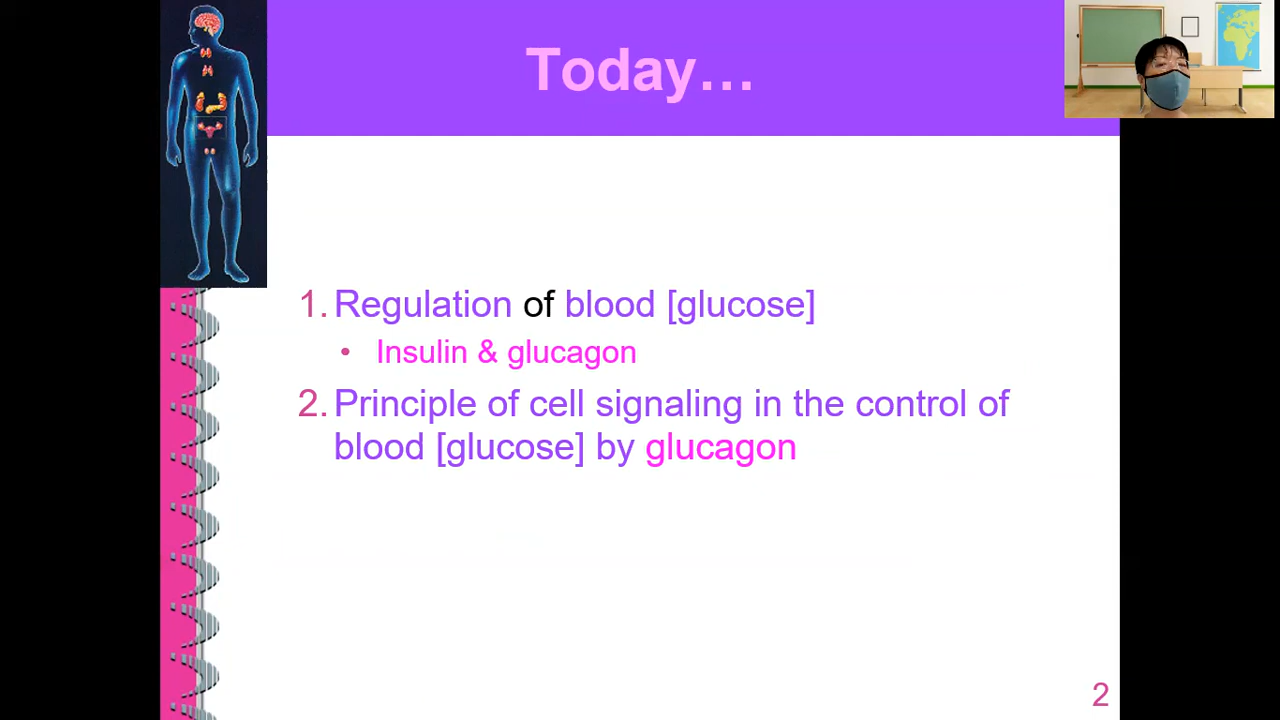 Today…
1. Regulation of blood [glucose]
• Insulin & glucagon
2. Principle of cell signaling in the control of
blood [glucose] by glucagon
2